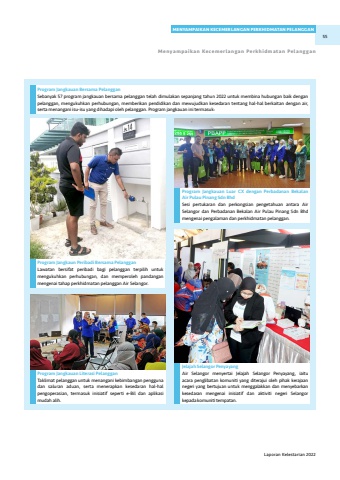 MENYAMPAIKAN KECEMERLANGAN PERKHIDMATAN PELANGGAN
55
Menyampaikan Kecemerlangan Perkhidmatan Pelanggan
Program Jangkauan Bersama Pelanggan
Sebanyak 57 program jangkauan bersama pelanggan telah dimulakan sepanjang tahun 2022 untuk membina hubungan baik dengan
pelanggan, mengukuhkan perhubungan, memberikan pendidikan dan mewujudkan kesedaran tentang hal-hal berkaitan dengan air,
serta menangani isu-isu yang dihadapi oleh pelanggan. Program jangkauan ini termasuk:
Program Jangkauan Luar CX dengan Perbadanan Bekalan
Air Pulau Pinang Sdn Bhd
Sesi pertukaran dan perkongsian pengetahuan antara Air
Selangor dan Perbadanan Bekalan Air Pulau Pinang Sdn Bhd
mengenai pengalaman dan perkhidmatan pelanggan.
Program Jangkauan Peribadi Bersama Pelanggan
Lawatan bersifat peribadi bagi pelanggan terpilih untuk
mengukuhkan perhubungan, dan memperoleh pandangan
mengenai tahap perkhidmatan pelanggan Air Selangor.
Program Jangkauan Literasi Pelanggan
Taklimat pelanggan untuk menangani kebimbangan pengguna
dan saluran aduan, serta menerapkan kesedaran hal-hal
pengoperasian, termasuk inisiatif seperti e-Bil dan aplikasi
mudah alih.
Jelajah Selangor Penyayang
Air Selangor menyertai Jelajah Selangor Penyayang, iaitu
acara penglibatan komuniti yang diterajui oleh pihak kerajaan
negeri yang bertujuan untuk menggalakkan dan menyebarkan
kesedaran mengenai inisiatif dan aktiviti negeri Selangor
kepada komuniti tempatan.
Laporan Kelestarian 2022